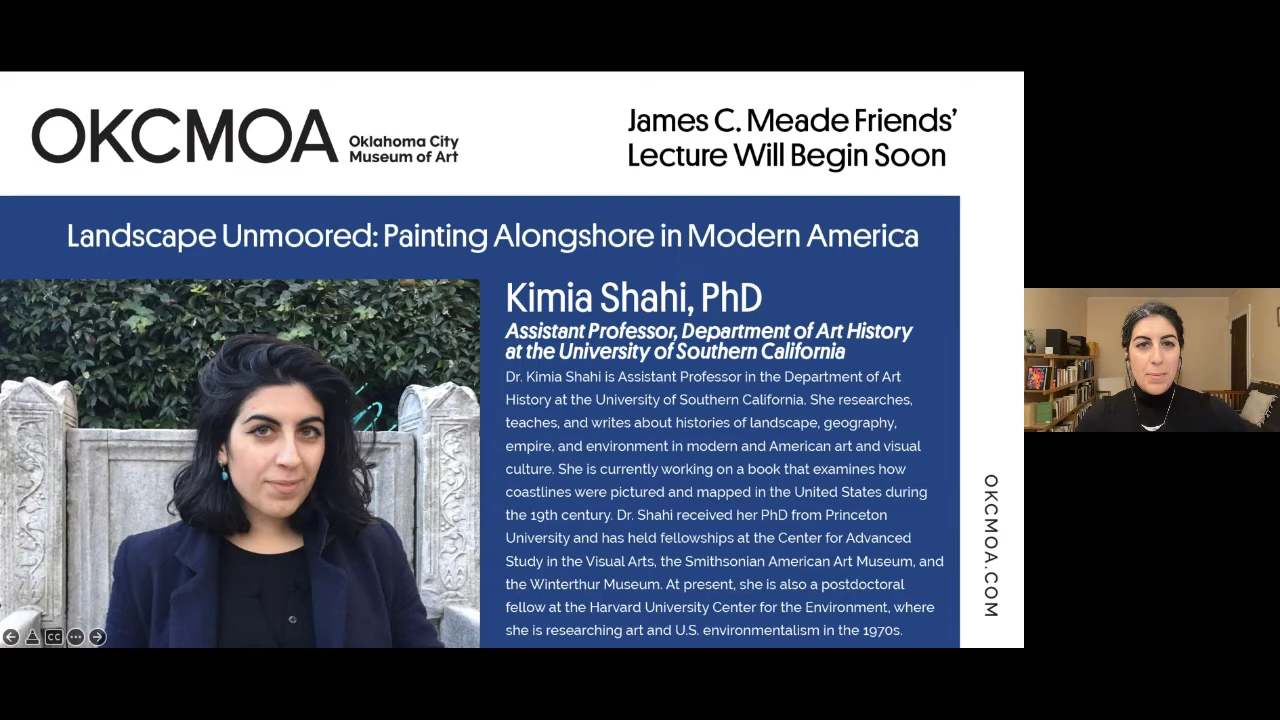 OKCMOA
Oklahoma City
Museum of Art
James C. Meade Friends’
Lecture Will Begin Soon
Landscape Unmoored: Painting Alongshore in Modern America
Kimia Shahi, PhD
Assistant Professor, Department of Art History
at the University of Southern California
Dr. Kimia Shahi is Assistant Professor in the Department of Art
History at the University of Southern California. She researches,
teaches, and writes about histories of landscape, geography,
empire, and environment in modern and American art and visual
culture. She is currently working on a book that examines how
coastlines were pictured and mapped in the United States during
the 19th century. Dr. Shahi received her PhD from Princeton
University and has held fellowships at the Center for Advanced
Study in the Visual Arts, the Smithsonian American Art Museum, and
the Winterthur Museum. At present, she is also a postdoctoral
fellow at the Harvard University Center for the Environment, where
she is researching art and U.S. environmentalism in the 1970s.
OKCMOA.COM
CC